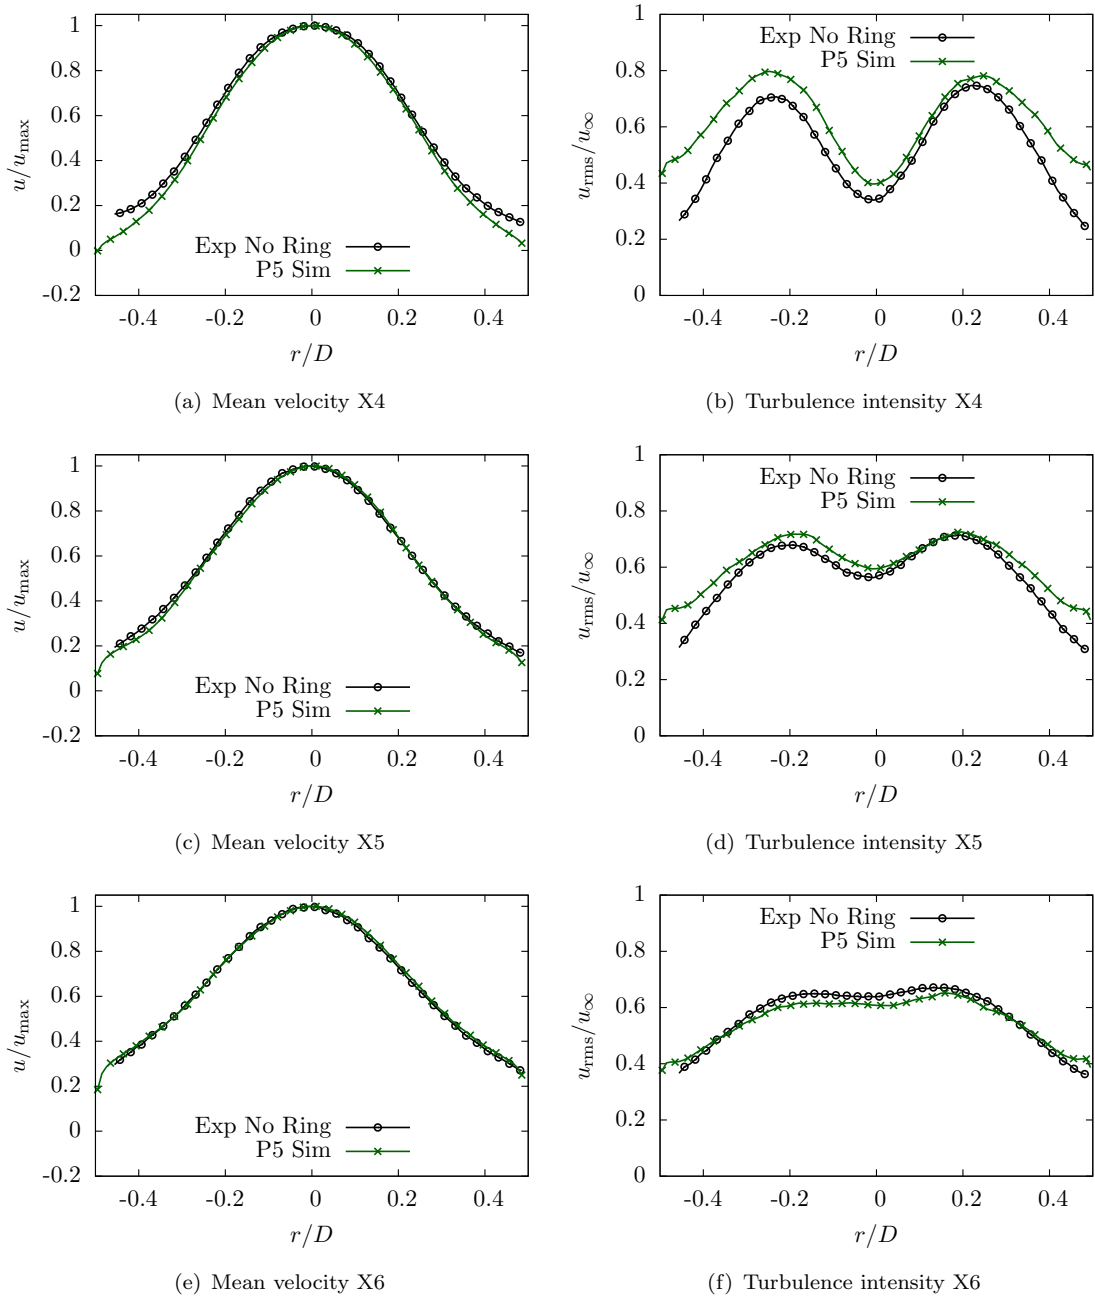 1
0.8
0.6
0.4
0.2
0
-0.2
u/u_max
Exp No Ring
P5 Sim
-0.4 -0.2 0 0.2 0.4
r/D
(a) Mean velocity X4
1
0.8
0.6
0.4
0.2
0
u_rms/u_∞
Exp No Ring
P5 Sim
-0.4 -0.2 0 0.2 0.4
r/D
(b) Turbulence intensity X4
1
0.8
0.6
0.4
0.2
0
-0.2
u/u_max
Exp No Ring
P5 Sim
-0.4 -0.2 0 0.2 0.4
r/D
(c) Mean velocity X5
1
0.8
0.6
0.4
0.2
0
u_rms/u_∞
Exp No Ring
P5 Sim
-0.4 -0.2 0 0.2 0.4
r/D
(d) Turbulence intensity X5
1
0.8
0.6
0.4
0.2
0
-0.2
u/u_max
Exp No Ring
P5 Sim
-0.4 -0.2 0 0.2 0.4
r/D
(e) Mean velocity X6
1
0.8
0.6
0.4
0.2
0
u_rms/u_∞
Exp No Ring
P5 Sim
-0.4 -0.2 0 0.2 0.4
r/D
(f) Turbulence intensity X6